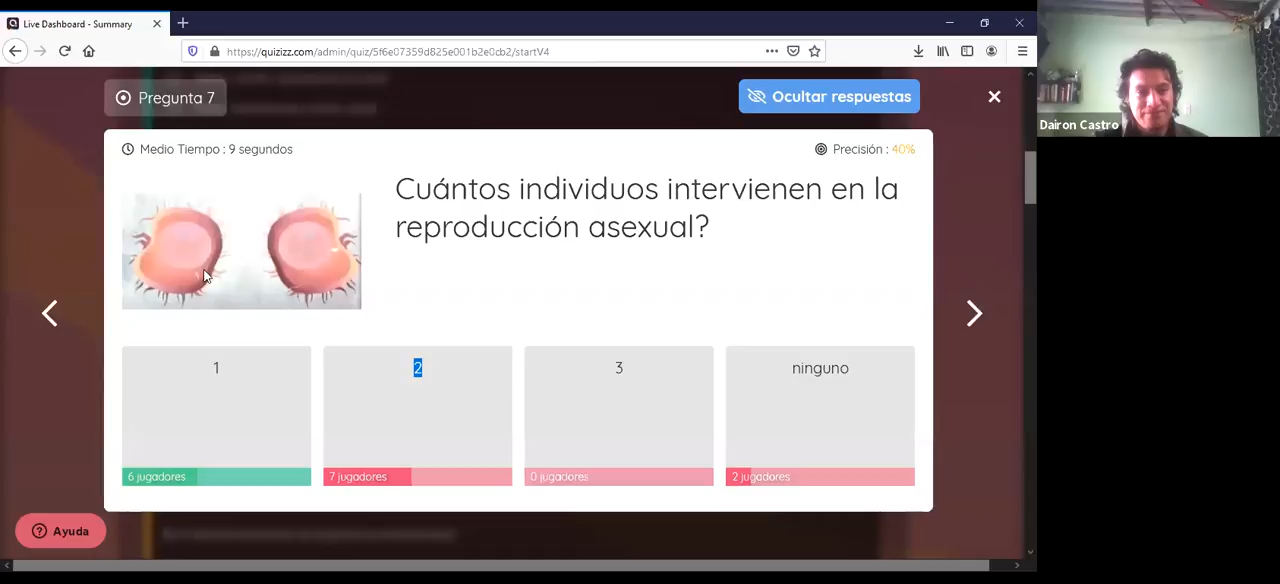 Live Dashboard - Summary
https://quizizz.com/admin/quiz/5f6e07359d825e001b2e0cb2/startV4
Pregunta 7
Ocultar respuestas
Medio Tiempo : 9 segundos
Precisión : 40%
Cuántos individuos intervienen en la
reproducción asexual?
1
2
3
ninguno
6 jugadores
7 jugadores
0 jugadores
2 jugadores
Ayuda
Dairon Castro